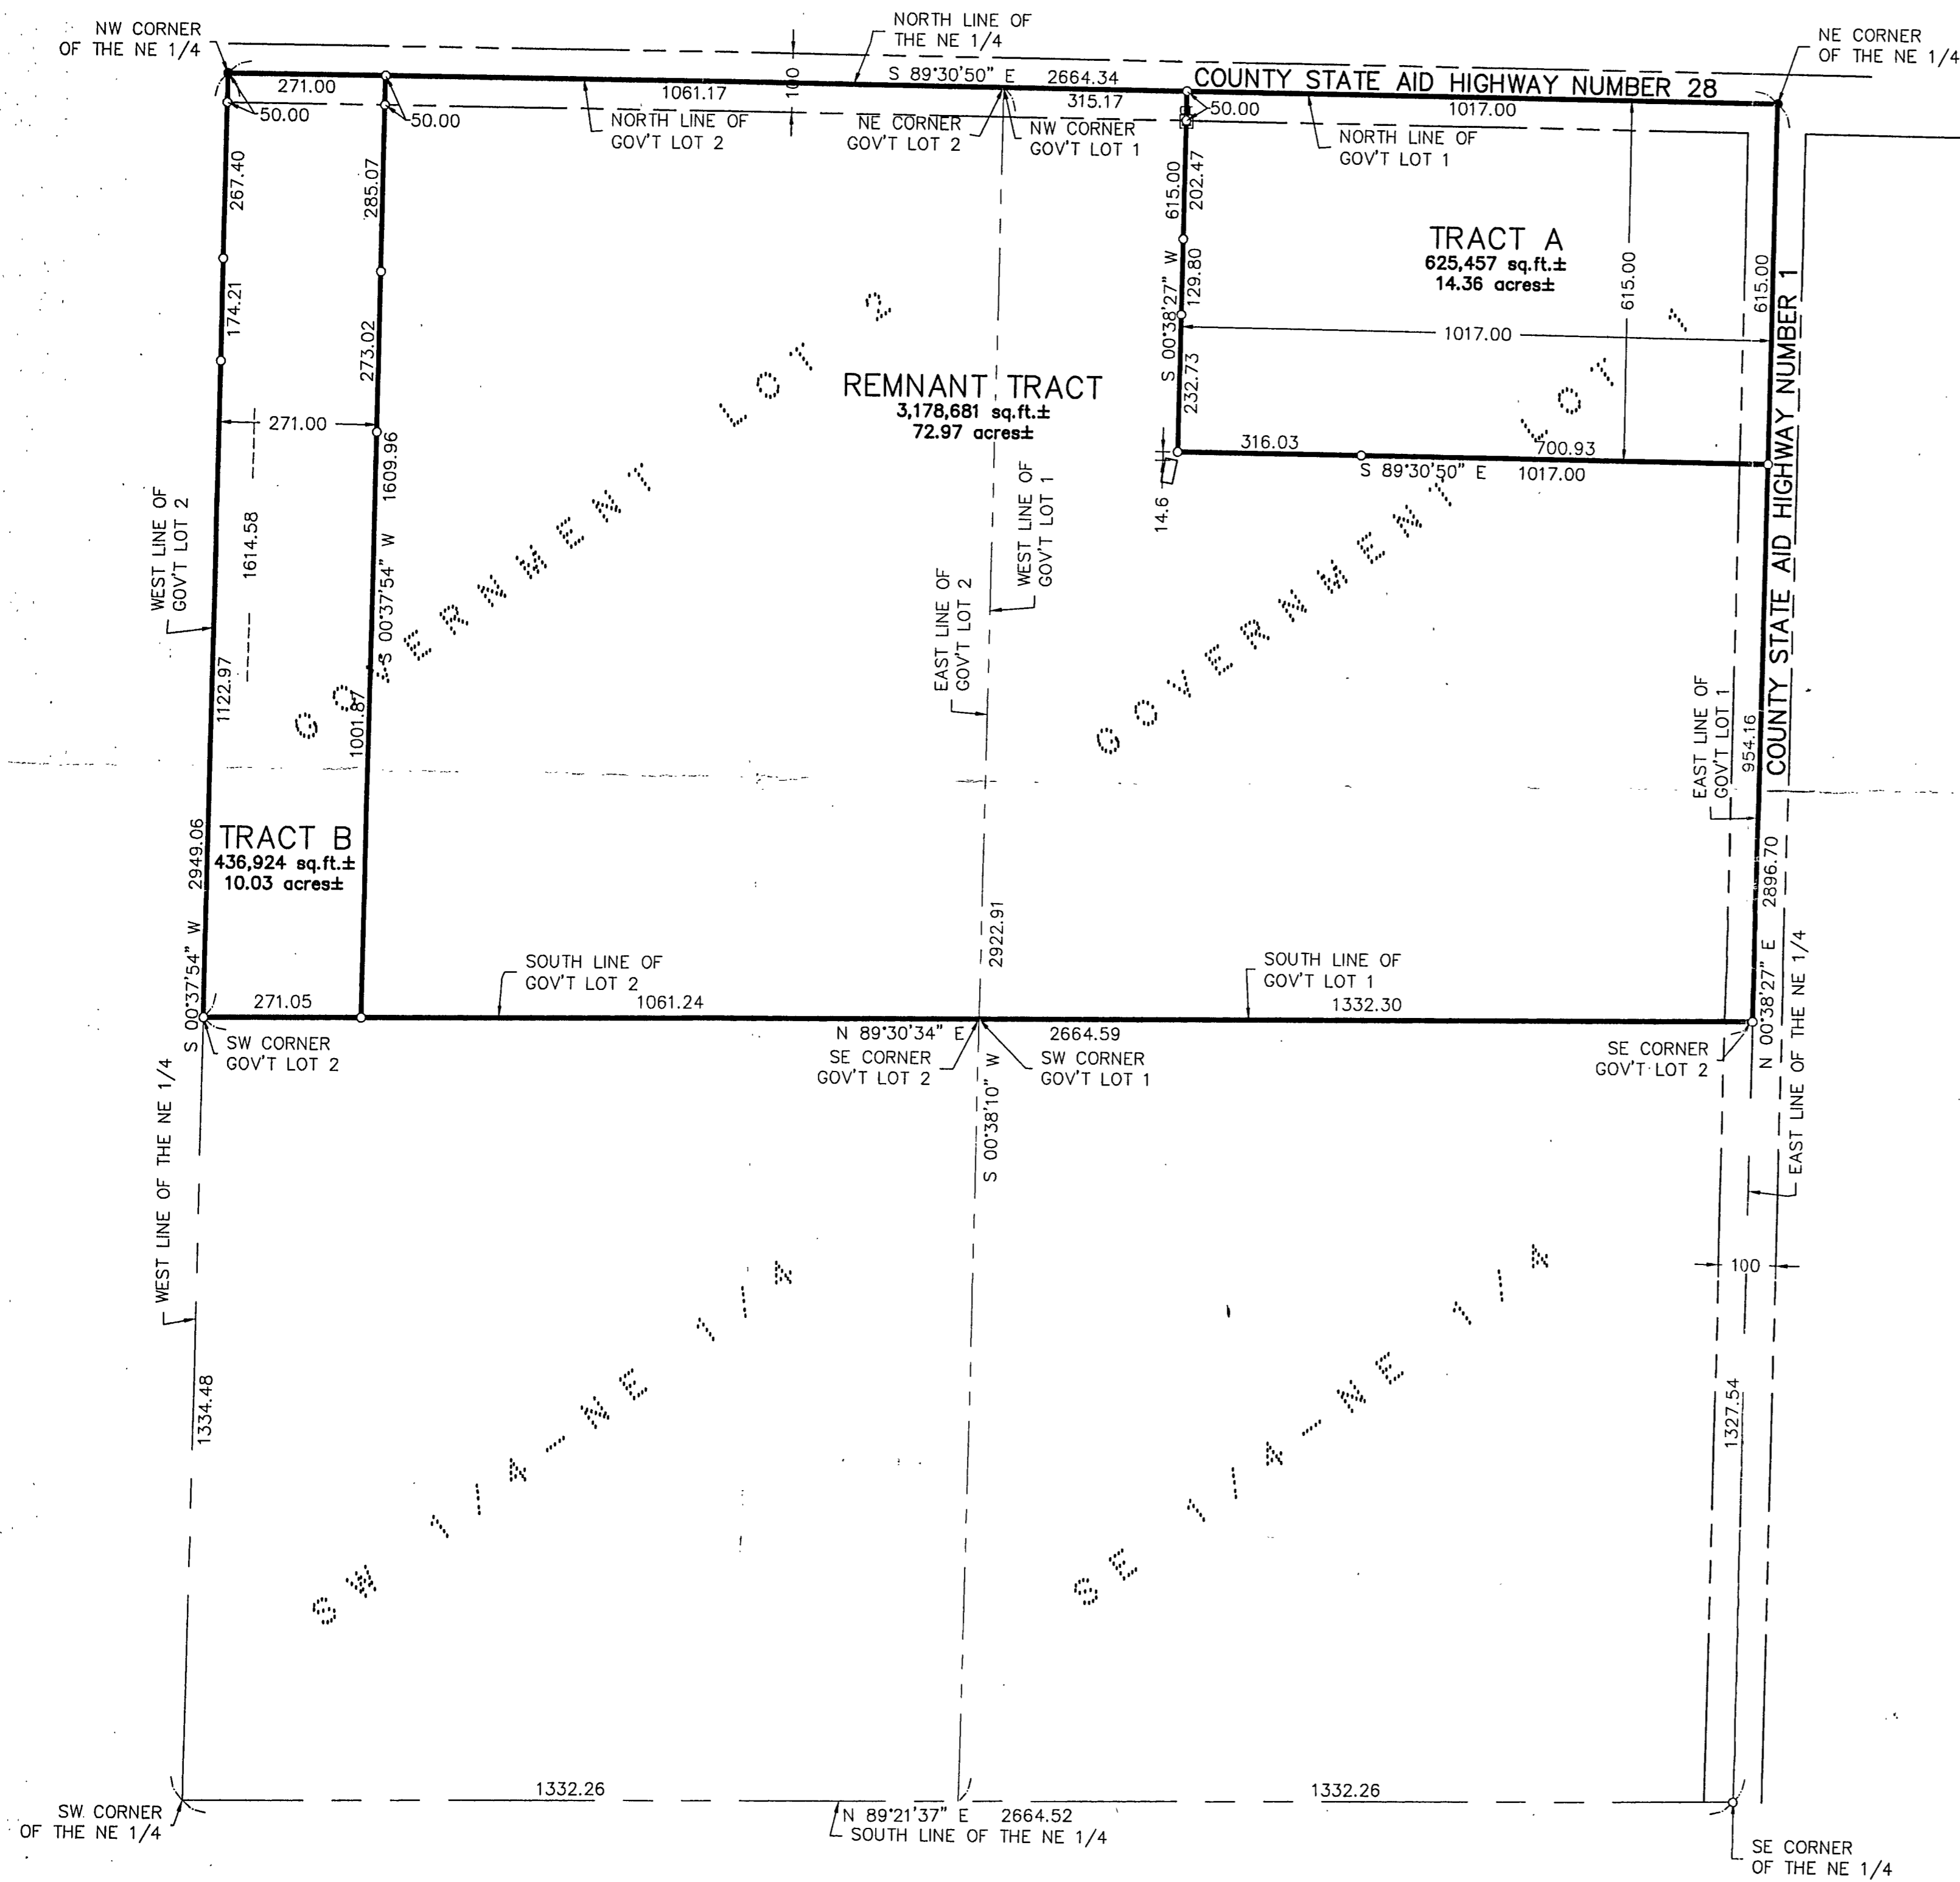 NW CORNER
OF THE NE 1/4
NORTH LINE OF
THE NE 1/4
NE CORNER
OF THE NE 1/4
S 89°30'50" E 2664.34
COUNTY STATE AID HIGHWAY NUMBER 28
271.00
1061.17
100
315.17
1017.00
50.00
50.00
50.00
NORTH LINE OF
GOV'T LOT 2
NE CORNER
GOV'T LOT 2
NW CORNER
GOV'T LOT 1
NORTH LINE OF
GOV'T LOT 1
267.40
285.07
615.00
202.47
174.21
273.02
S 00°38'27" W
129.80
232.73
TRACT A
625,457 sq.ft.±
14.36 acres±
615.00
615.00
1017.00
COUNTY STATE AID HIGHWAY NUMBER 1
GOVERNMENT LOT 2
GOVERNMENT LOT 1
REMNANT TRACT
3,178,681 sq.ft.±
72.97 acres±
271.00
316.03
700.93
S 89°30'50" E 1017.00
14.6
WEST LINE OF
GOV'T LOT 2
1614.58
1609.96
S 00°37'54" W
WEST LINE OF
GOV'T LOT 1
EAST LINE OF
GOV'T LOT 2
1122.97
1001.87
EAST LINE OF
GOV'T LOT 1
954.16
TRACT B
436,924 sq.ft.±
10.03 acres±
S 00°37'54" W 2949.06
2922.91
N 00°38'27" E 2896.70
SOUTH LINE OF
GOV'T LOT 2
SOUTH LINE OF
GOV'T LOT 1
271.05
1061.24
1332.30
N 89°30'34" E 2664.59
SW CORNER
GOV'T LOT 2
SE CORNER
GOV'T LOT 2
SW CORNER
GOV'T LOT 1
SE CORNER
GOV'T LOT 2
S 00°38'10" W
WEST LINE OF THE NE 1/4
EAST LINE OF THE NE 1/4
100
SW 1/4-NE 1/4
SE 1/4-NE 1/4
1334.48
1327.54
1332.26
1332.26
SW CORNER
OF THE NE 1/4
N 89°21'37" E 2664.52
SOUTH LINE OF THE NE 1/4
SE CORNER
OF THE NE 1/4